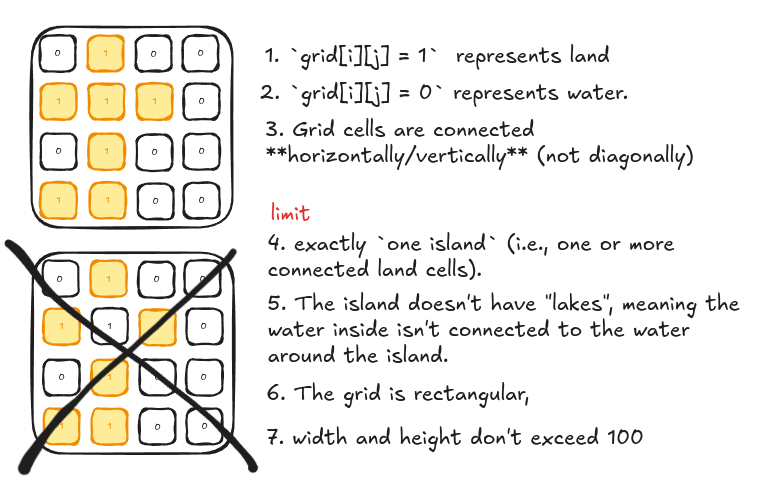 0 1 0 0
1 1 1 0
0 1 0 0
1 1 0 0
1. `grid[i][j] = 1` represents land
2. `grid[i][j] = 0` represents water.
3. Grid cells are connected
**horizontally/vertically** (not diagonally)
limit
4. exactly `one island` (i.e., one or more
connected land cells).
5. The island doesn't have "lakes", meaning the
water inside isn't connected to the water
around the island.
6. The grid is rectangular,
7. width and height don't exceed 100
0 1 0 0
1 1 1 0
0 1 0 0
1 1 0 0